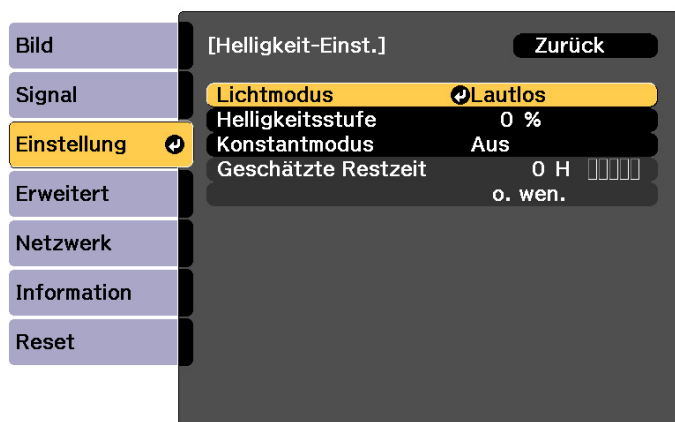 Bild
Signal
Einstellung
Erweitert
Netzwerk
Information
Reset
[Helligkeit-Einst.] Zurück
Lichtmodus Lautlos
Helligkeitsstufe 0 %
Konstantmodus Aus
Geschätzte Restzeit 0 H
o. wen.